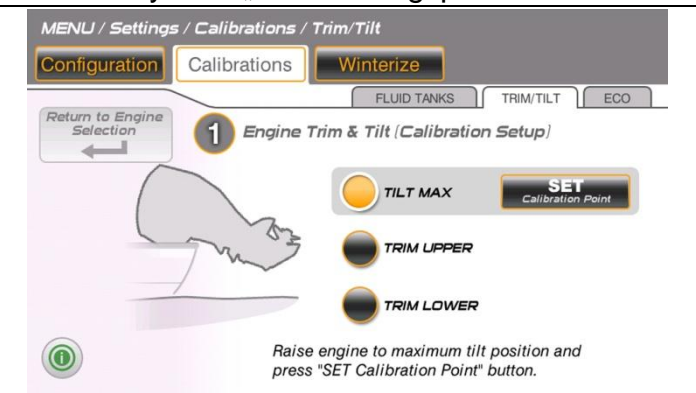 MENU / Settings / Calibrations / Trim/Tilt
Configuration
Calibrations
Winterize
FLUID TANKS
TRIM/TILT
ECO
Return to Engine
Selection
1
Engine Trim & Tilt (Calibration Setup)
TILT MAX
SET
Calibration Point
TRIM UPPER
TRIM LOWER
Raise engine to maximum tilt position and
press "SET Calibration Point" button.